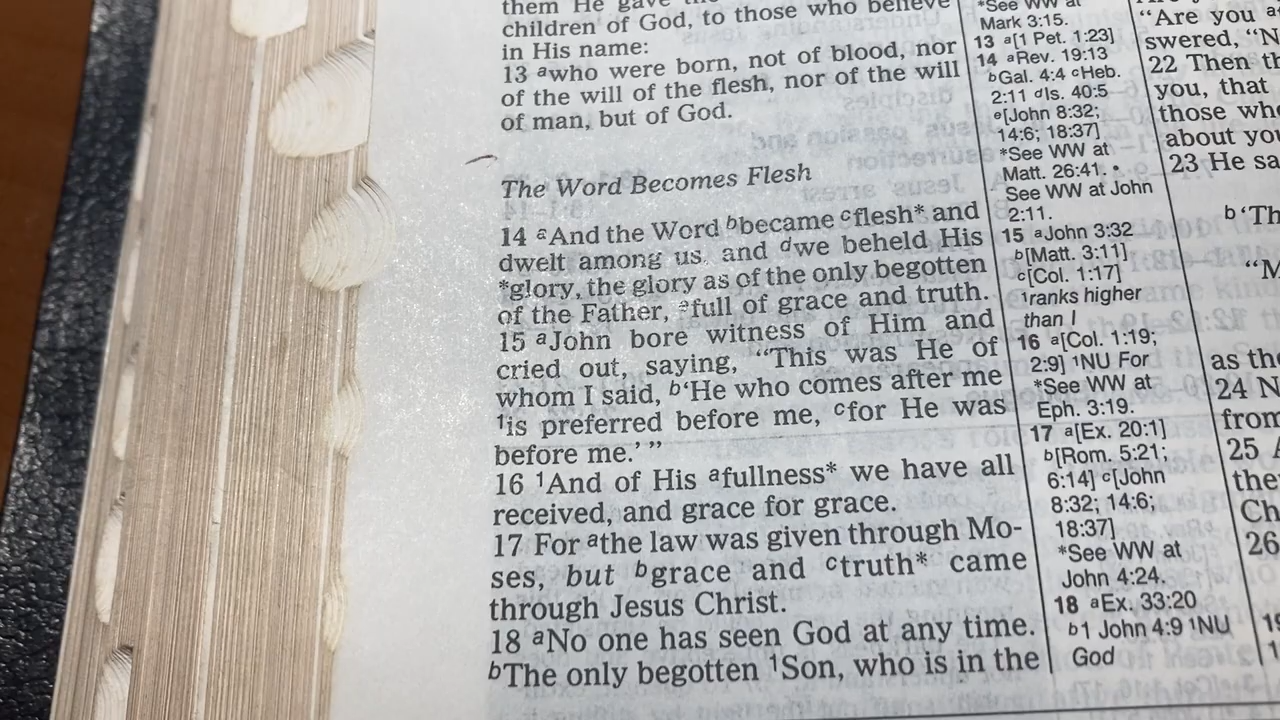 them He gave
children of God, to those who believe
in His name:
13 ᵃwho were born, not of blood, nor
of the will of the flesh, nor of the will
of man, but of God.
The Word Becomes Flesh
14 ᵃAnd the Word ᵇbecame ᶜflesh* and
dwelt among us, and ᵈwe beheld His
*glory, the glory as of the only begotten
of the Father, ᵉfull of grace and truth.
15 ᵃJohn bore witness of Him and
cried out, saying, “This was He of
whom I said, ᵇ‘He who comes after me
¹is preferred before me, ᶜfor He was
before me.’ ”
16 ¹And of His ᵃfullness* we have all
received, and grace for grace.
17 For ᵃthe law was given through Mo-
ses, but ᵇgrace and ᶜtruth* came
through Jesus Christ.
18 ᵃNo one has seen God at any time.
ᵇThe only begotten ¹Son, who is in the
*See WW at
Mark 3:15.
13 ᵃ[1 Pet. 1:23]
14 ᵃRev. 19:13
ᵇGal. 4:4 ᶜHeb.
2:11 ᵈIs. 40:5
ᵉ[John 8:32;
14:6; 18:37]
*See WW at
Matt. 26:41. •
See WW at John
2:11.
15 ᵃJohn 3:32
ᵇ[Matt. 3:11]
ᶜ[Col. 1:17]
¹ranks higher
than I
16 ᵃ[Col. 1:19;
2:9] ¹NU For
*See WW at
Eph. 3:19.
17 ᵃ[Ex. 20:1]
ᵇ[Rom. 5:21;
6:14] ᶜ[John
8:32; 14:6;
18:37]
*See WW at
John 4:24.
18 ᵃEx. 33:20
ᵇ1 John 4:9 ¹NU
God
“Are you
swered, “N
22 Then th
you, that
those who
about you
23 He sa
ᵇ‘Th
“M
as the
24 N
from
25 A
the
Ch
26